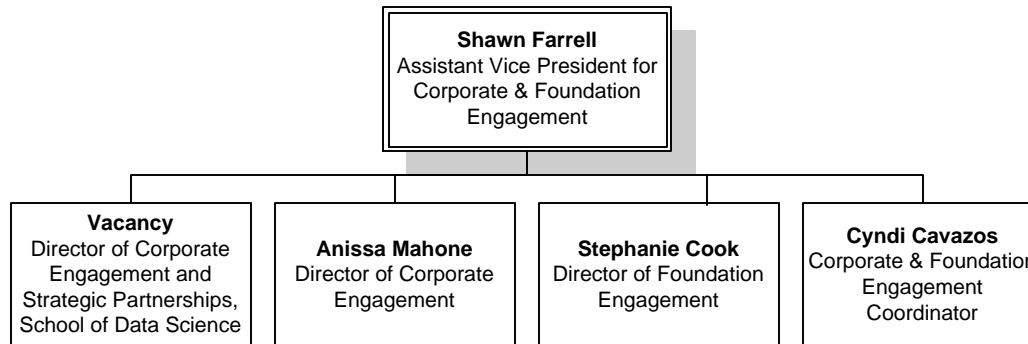 Shawn Farrell
Assistant Vice President for
Corporate & Foundation
Engagement
Vacancy
Director of Corporate
Engagement and
Strategic Partnerships,
School of Data Science
Anissa Mahone
Director of Corporate
Engagement
Stephanie Cook
Director of Foundation
Engagement
Cyndi Cavazos
Corporate & Foundation
Engagement
Coordinator